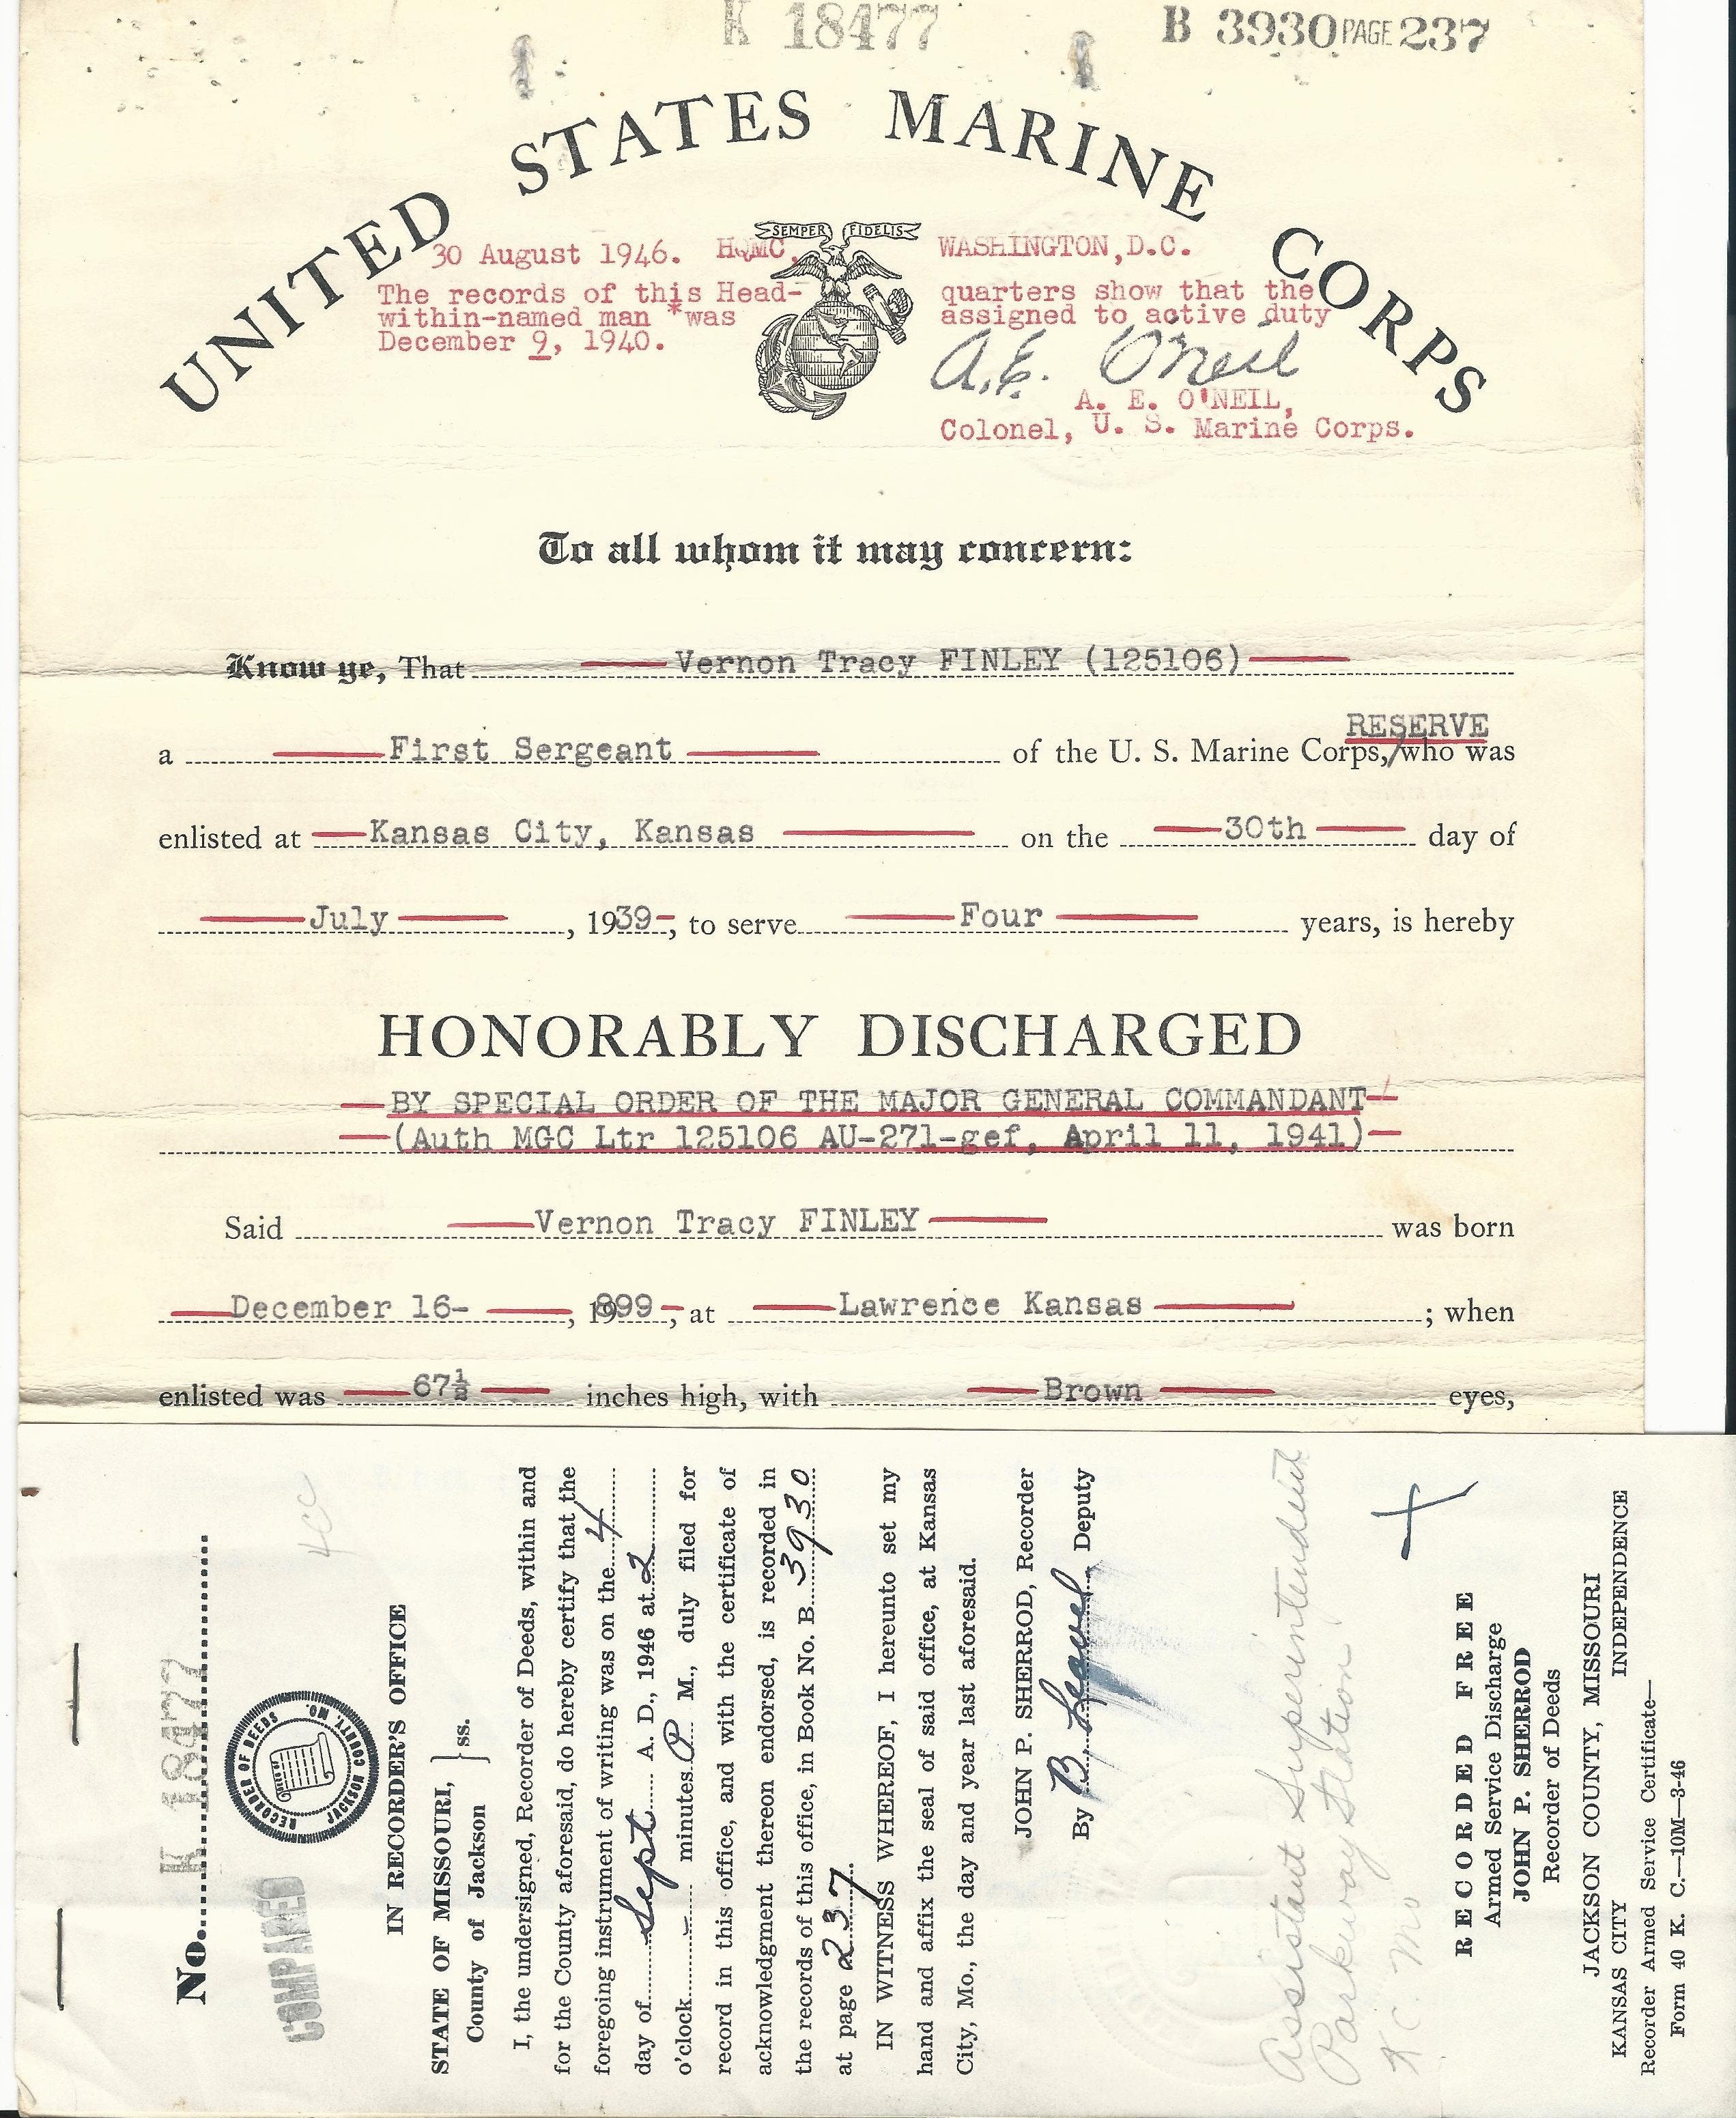 K 18477 B 3930 PAGE 237
UNITED STATES MARINE CORPS
SEMPER FIDELIS
30 August 1946. HQMC, WASHINGTON, D.C.
The records of this Head- quarters show that the
within-named man *was assigned to active duty
December 9, 1940.
A.E. O'Neil
A. E. O'NEIL,
Colonel, U. S. Marine Corps.
To all whom it may concern:
Know ye, That Vernon Tracy FINLEY (125106)
RESERVE
a First Sergeant of the U. S. Marine Corps,/who was
enlisted at Kansas City, Kansas on the 30th day of
July , 1939-, to serve Four years, is hereby
HONORABLY DISCHARGED
BY SPECIAL ORDER OF THE MAJOR GENERAL COMMANDANT
(Auth MGC Ltr 125106 AU-271-gef, April 11, 1941)
Said Vernon Tracy FINLEY was born
December 16- , 1899, at Lawrence Kansas ; when
enlisted was 67½ inches high, with Brown eyes,
No. K 18477
COMPARED
RECORDER OF DEEDS
JACKSON COUNTY, MO.
4cc
IN RECORDER'S OFFICE
STATE OF MISSOURI, } ss.
County of Jackson
I, the undersigned, Recorder of Deeds, within and
for the County aforesaid, do hereby certify that the
foregoing instrument of writing was on the 4
day of Sept A. D., 1946 at 2
o'clock - minutes P M., duly filed for
record in this office, and with the certificate of
acknowledgment thereon endorsed, is recorded in
the records of this office, in Book No. B 3930
at page 237
IN WITNESS WHEREOF, I hereunto set my
hand and affix the seal of said office, at Kansas
City, Mo., the day and year last aforesaid.
JOHN P. SHERROD, Recorder
By B. Deputy
Assistant Superintendent
Parkway Station
K C. Mo
RECORDED FREE
Armed Service Discharge
JOHN P. SHERROD
Recorder of Deeds
JACKSON COUNTY, MISSOURI
KANSAS CITY INDEPENDENCE
Recorder Armed Service Certificate—
Form 40 K. C.—10M—3-46